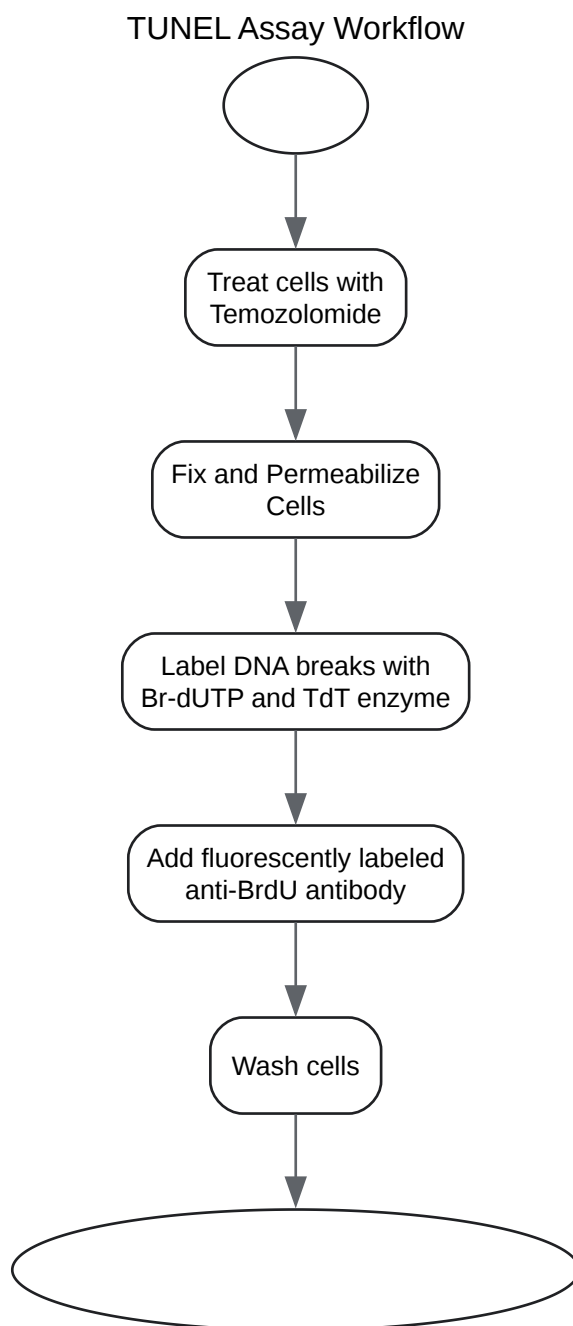 TUNEL Assay Workflow
Treat cells with
Temozolomide
Fix and Permeabilize
Cells
Label DNA breaks with
Br-dUTP and TdT enzyme
Add fluorescently labeled
anti-BrdU antibody
Wash cells